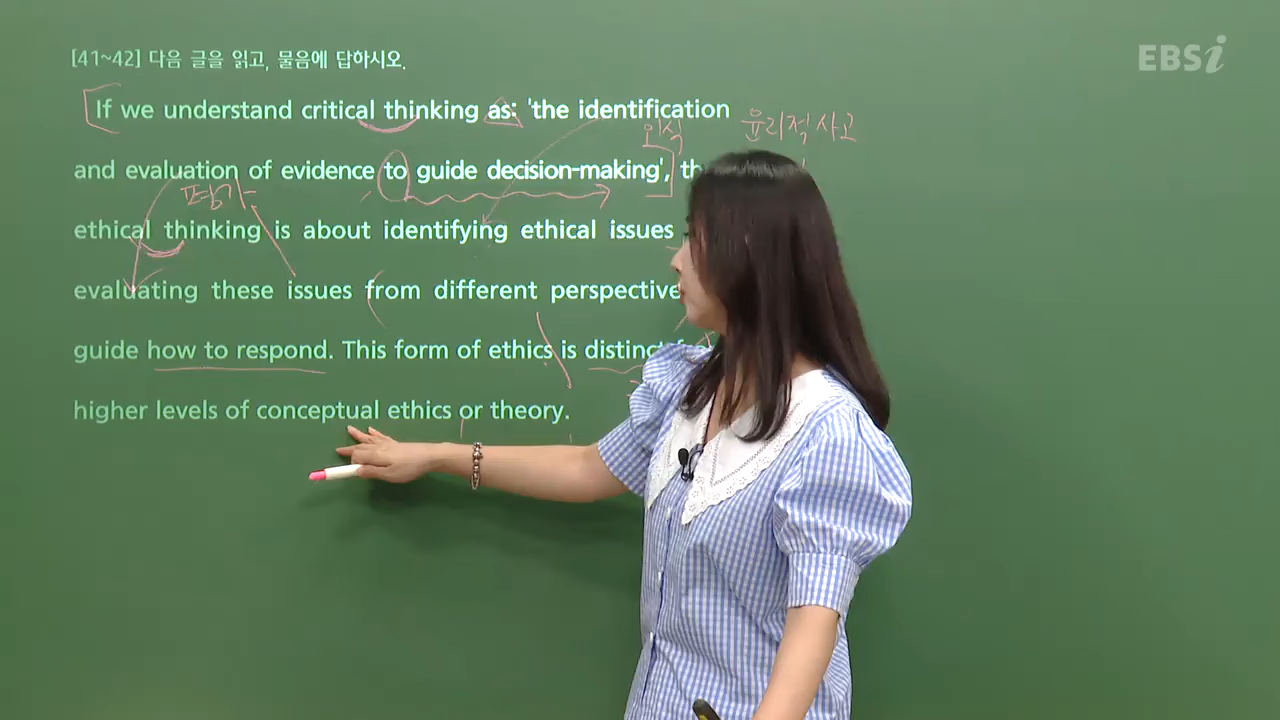 [41~42] 다음 글을 읽고, 물음에 답하시오.
EBSi
If we understand critical thinking as: 'the identification
인식
윤리적 사고
and evaluation of evidence to guide decision-making',
평가
ethical thinking is about identifying ethical issues
evaluating these issues from different
guide how to respond. This form of ethics is distinct
higher levels of conceptual ethics or theory.